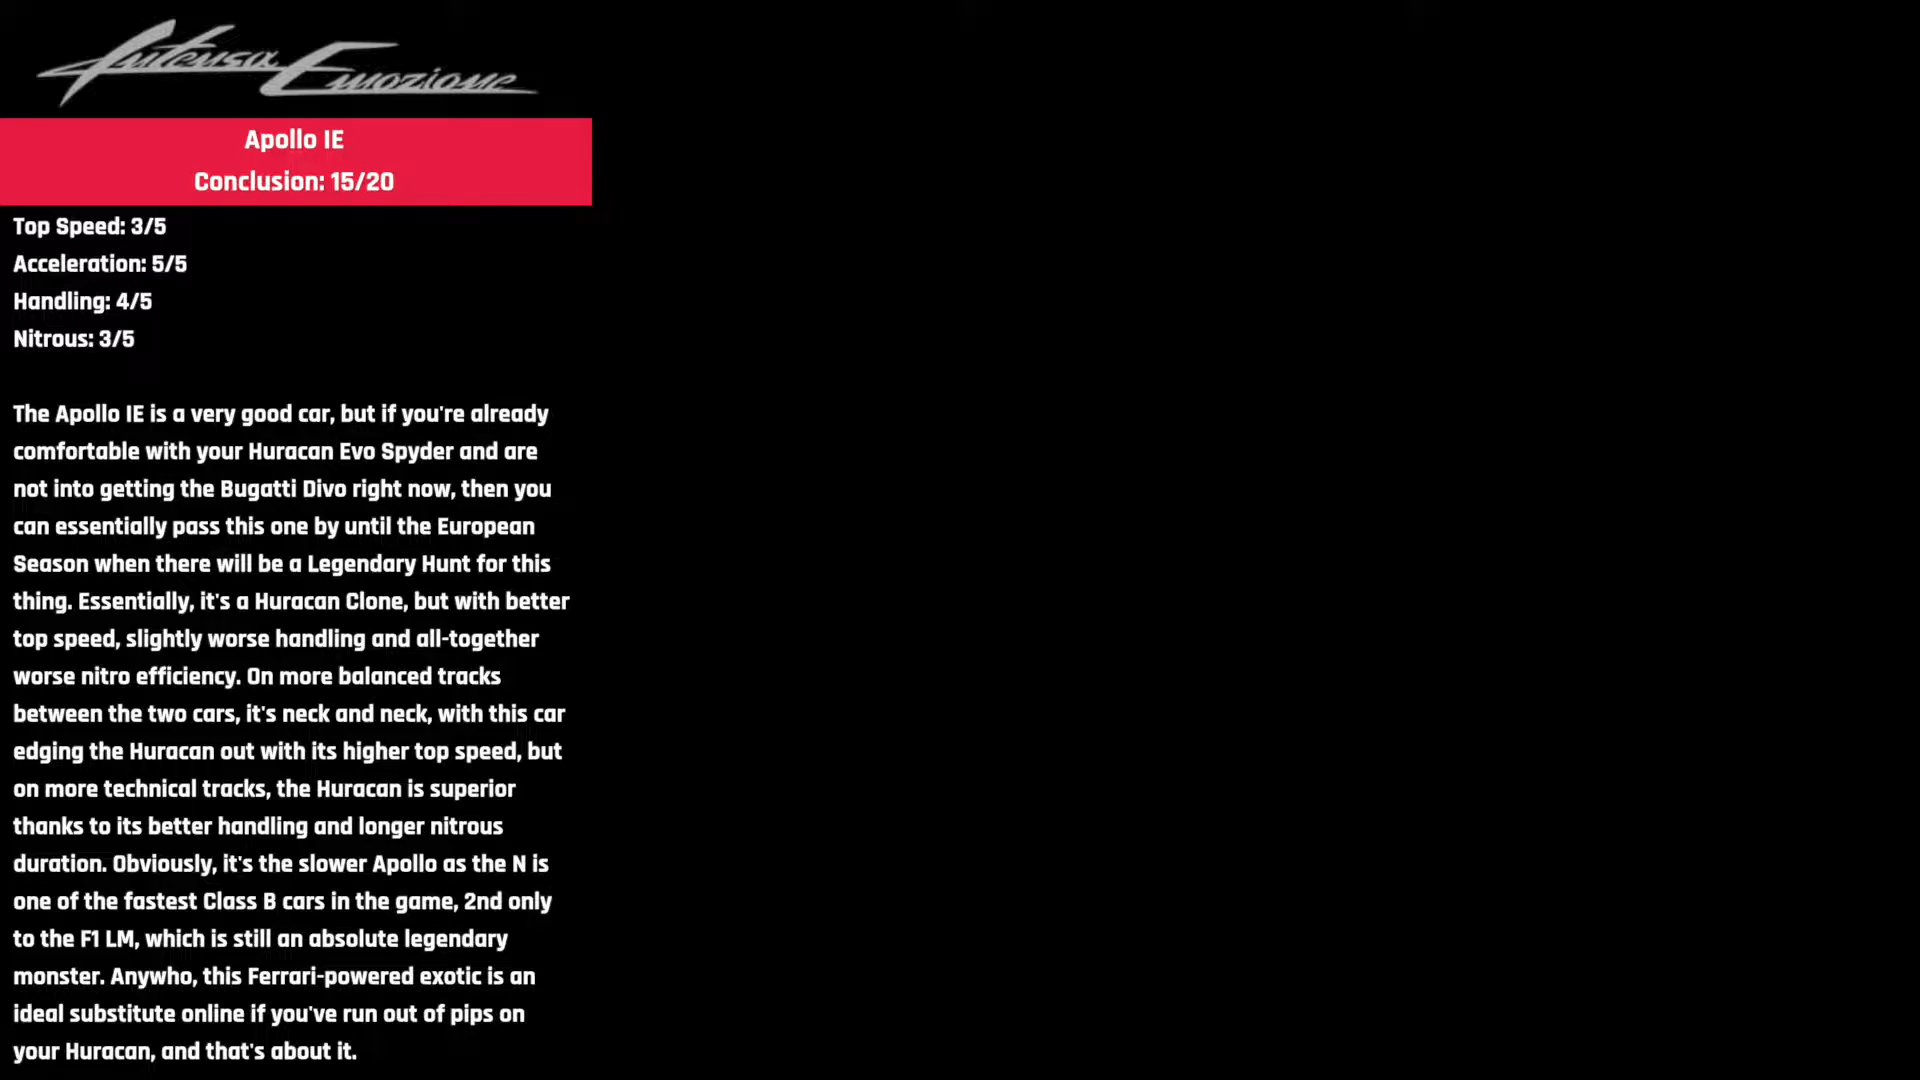 Intensa Emozione
Apollo IE
Conclusion: 15/20
Top Speed: 3/5
Acceleration: 5/5
Handling: 4/5
Nitrous: 3/5
The Apollo IE is a very good car, but if you're already
comfortable with your Huracan Evo Spyder and are
not into getting the Bugatti Divo right now, then you
can essentially pass this one by until the European
Season when there will be a Legendary Hunt for this
thing. Essentially, it's a Huracan Clone, but with better
top speed, slightly worse handling and all-together
worse nitro efficiency. On more balanced tracks
between the two cars, it's neck and neck, with this car
edging the Huracan out with its higher top speed, but
on more technical tracks, the Huracan is superior
thanks to its better handling and longer nitrous
duration. Obviously, it's the slower Apollo as the N is
one of the fastest Class B cars in the game, 2nd only
to the F1 LM, which is still an absolute legendary
monster. Anywho, this Ferrari-powered exotic is an
ideal substitute online if you've run out of pips on
your Huracan, and that's about it.